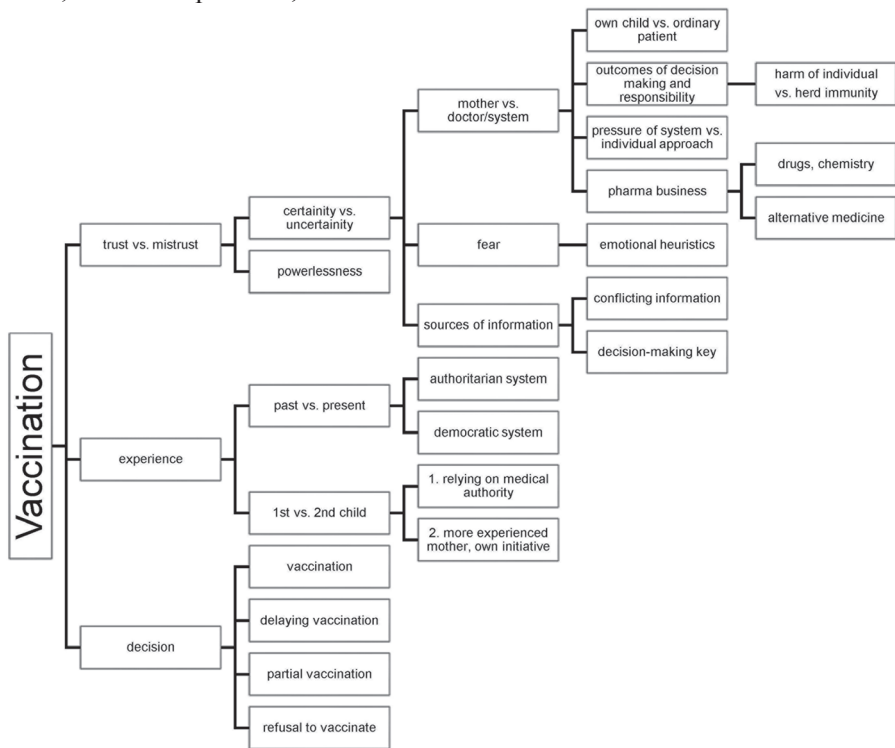 own child vs. ordinary
patient
outcomes of decision
making and
responsibility
harm of individual
vs. herd immunity
mother vs.
doctor/system
pressure of system vs.
individual approach
drugs, chemistry
pharma business
alternative medicine
certainity vs.
uncertainty
trust vs. mistrust
fear
emotional heuristics
powerlessness
conflicting information
sources of information
decision-making key
Vaccination
authoritarian system
past vs. present
democratic system
experience
1. relying on medical
authority
1st vs. 2nd child
2. more experienced
mother, own initiative
vaccination
delaying vaccination
decision
partial vaccination
refusal to vaccinate